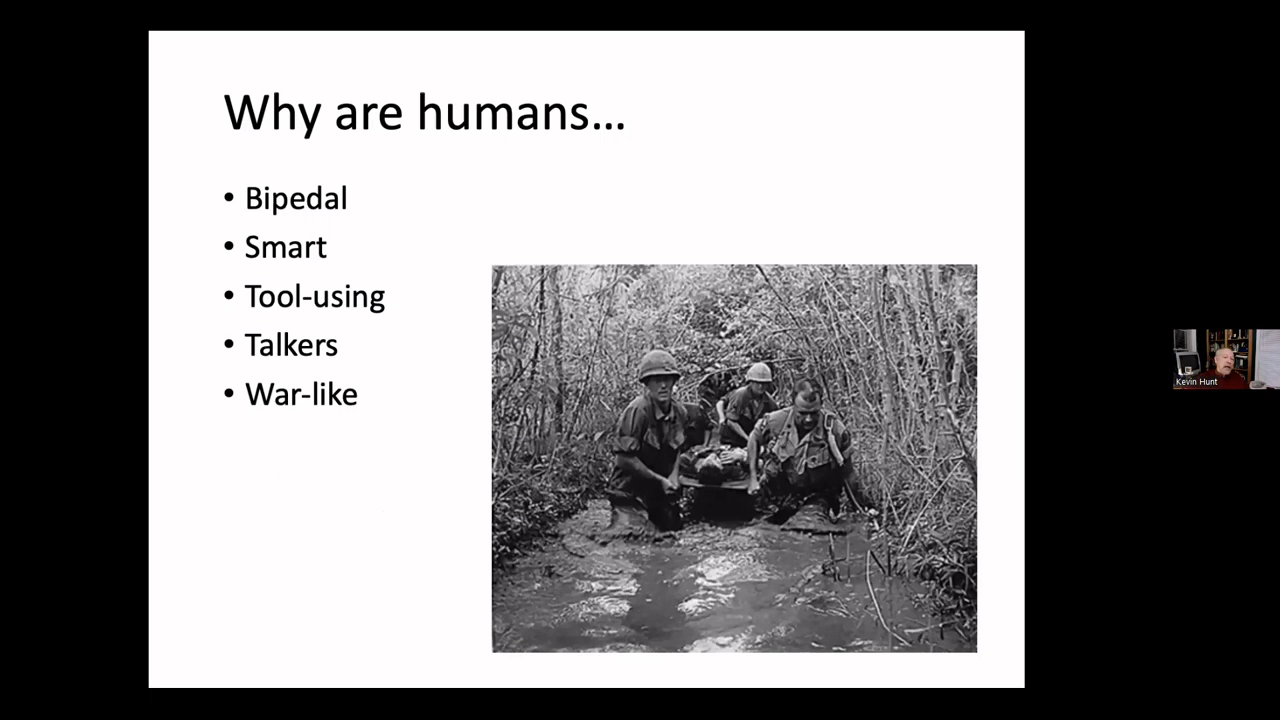 Why are humans...
• Bipedal
• Smart
• Tool-using
• Talkers
• War-like
Kevin Hunt